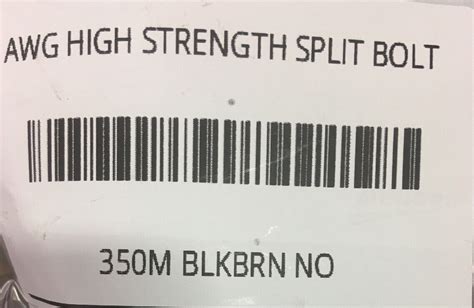 AWG HIGH STRENGTH SPLIT BOLT
350M BLKBRN NO